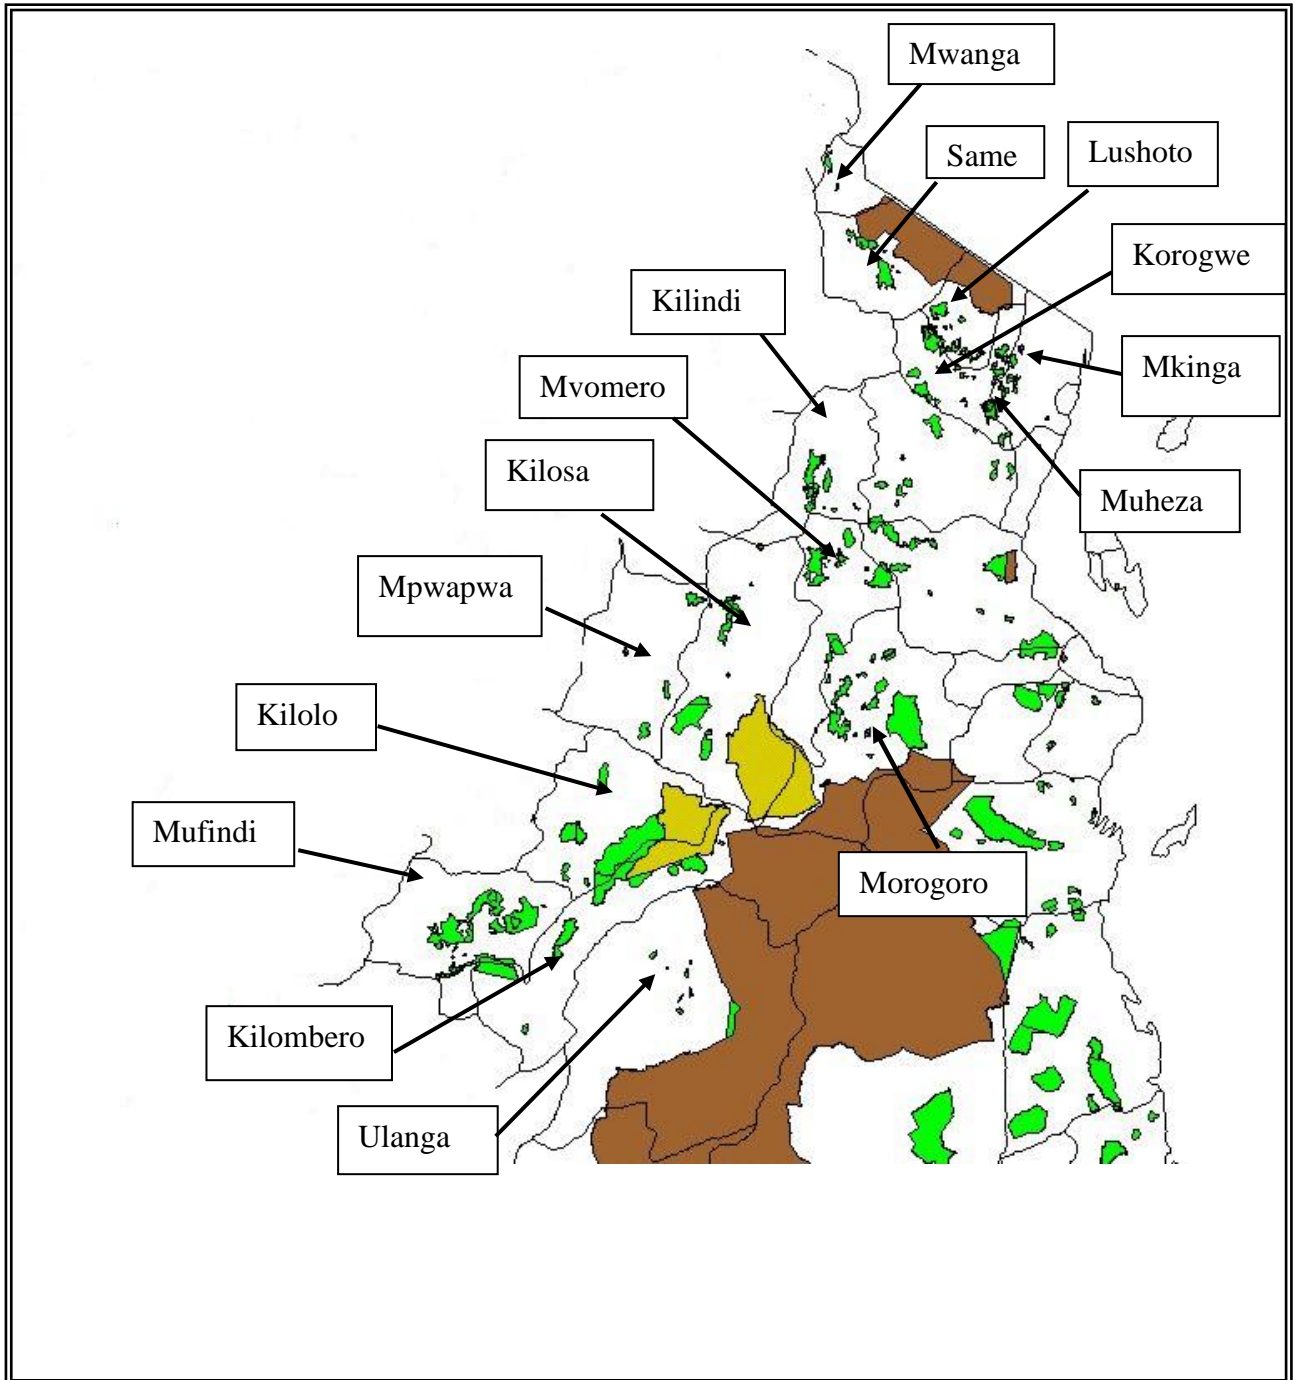 Mwanga
Same
Lushoto
Korogwe
Kilindi
Mkinga
Mvomero
Kilosa
Muheza
Mpwapwa
Kilolo
Mufindi
Morogoro
Kilombero
Ulanga